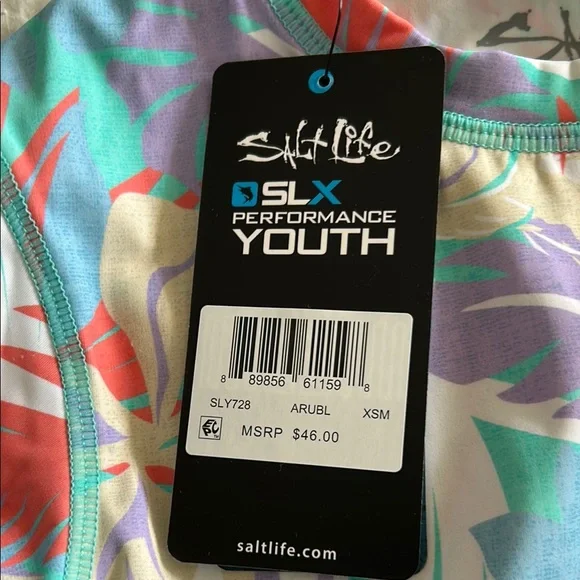 Salt Life
SLX
PERFORMANCE
YOUTH
8 89856 61159 8
SLY728 ARUBL XSM
MSRP $46.00
saltlife.com